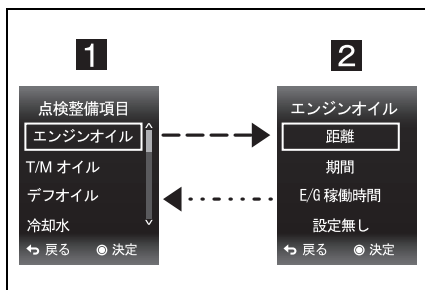 1
2
点検整備項目
エンジンオイル
T/M オイル
デフオイル
冷却水
戻る ◉ 決定
エンジンオイル
距離
期間
E/G 稼働時間
設定無し
戻る ◉ 決定